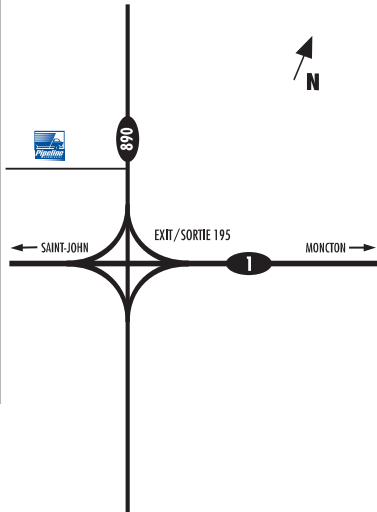 N
890
Pipeline
EXIT/SORTIE 195
SAINT-JOHN
MONCTON
1